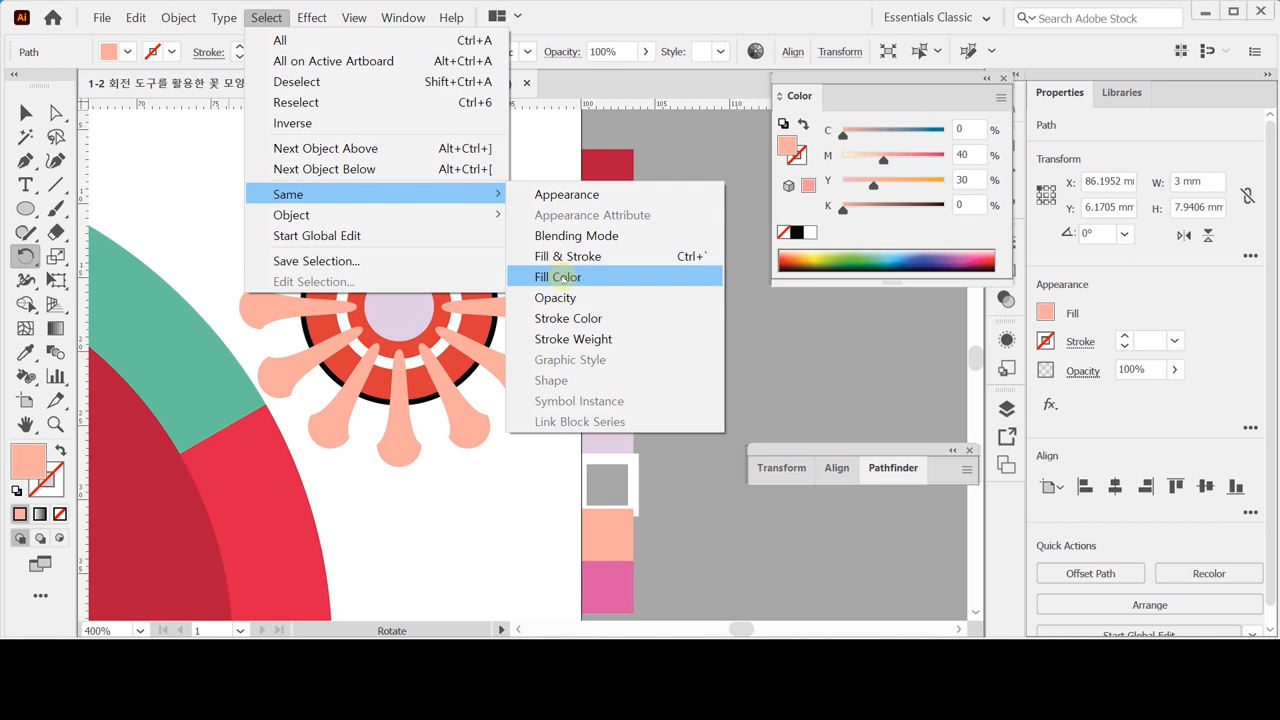 Ai File Edit Object Type Select Effect View Window Help Essentials Classic Search Adobe Stock
Path Stroke: Opacity: 100% Style: Align Transform
1-2 회전 도구를 활용한 꽃 모양
70 75 95 100 105 110
All Ctrl+A
All on Active Artboard Alt+Ctrl+A
Deselect Shift+Ctrl+A
Reselect Ctrl+6
Inverse
Next Object Above Alt+Ctrl+]
Next Object Below Alt+Ctrl+[
Same
Object
Start Global Edit
Save Selection...
Edit Selection...
Appearance
Appearance Attribute
Blending Mode
Fill & Stroke Ctrl+`
Fill Color
Opacity
Stroke Color
Stroke Weight
Graphic Style
Shape
Symbol Instance
Link Block Series
Color
C 0 %
M 40 %
Y 30 %
K 0 %
Transform Align Pathfinder
Properties Libraries
Path
Transform
X: 86.1952 mm W: 3 mm
Y: 6.1705 mm H: 7.9406 mm
0°
Appearance
Fill
Stroke
Opacity 100%
fx.
Align
Quick Actions
Offset Path Recolor
Arrange
Start Global Edit
400% 1 Rotate